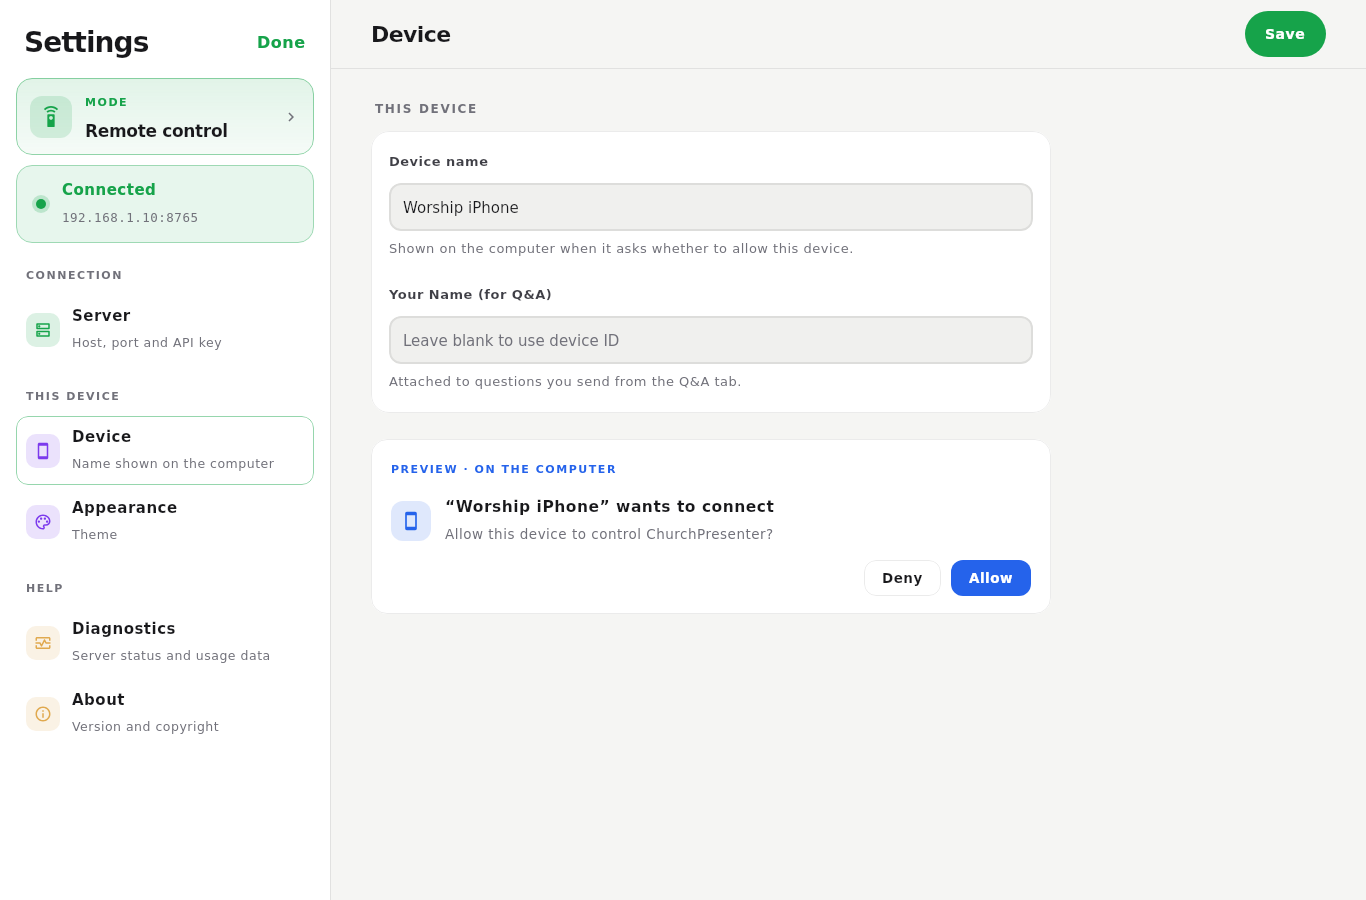 Settings
Done
MODE
Remote control
Connected
192.168.1.10:8765
CONNECTION
Server
Host, port and API key
THIS DEVICE
Device
Name shown on the computer
Appearance
Theme
HELP
Diagnostics
Server status and usage data
About
Version and copyright
Device
Save
THIS DEVICE
Device name
Worship iPhone
Shown on the computer when it asks whether to allow this device.
Your Name (for Q&A)
Leave blank to use device ID
Attached to questions you send from the Q&A tab.
PREVIEW · ON THE COMPUTER
“Worship iPhone” wants to connect
Allow this device to control ChurchPresenter?
Deny
Allow